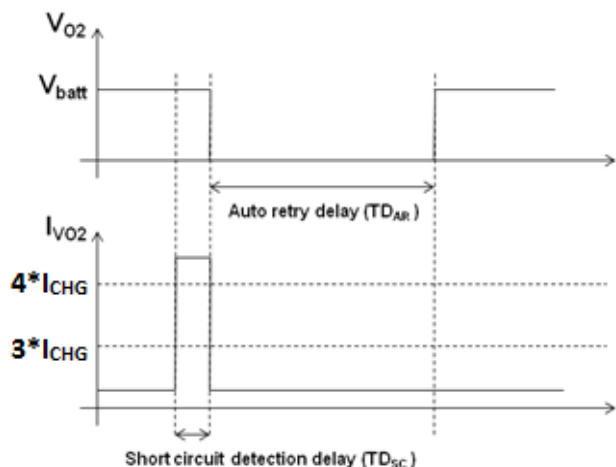 VO2
Vbatt
Auto retry delay (TDAR)
IVO2
4*ICHG
3*ICHG
Short circuit detection delay (TDSC)